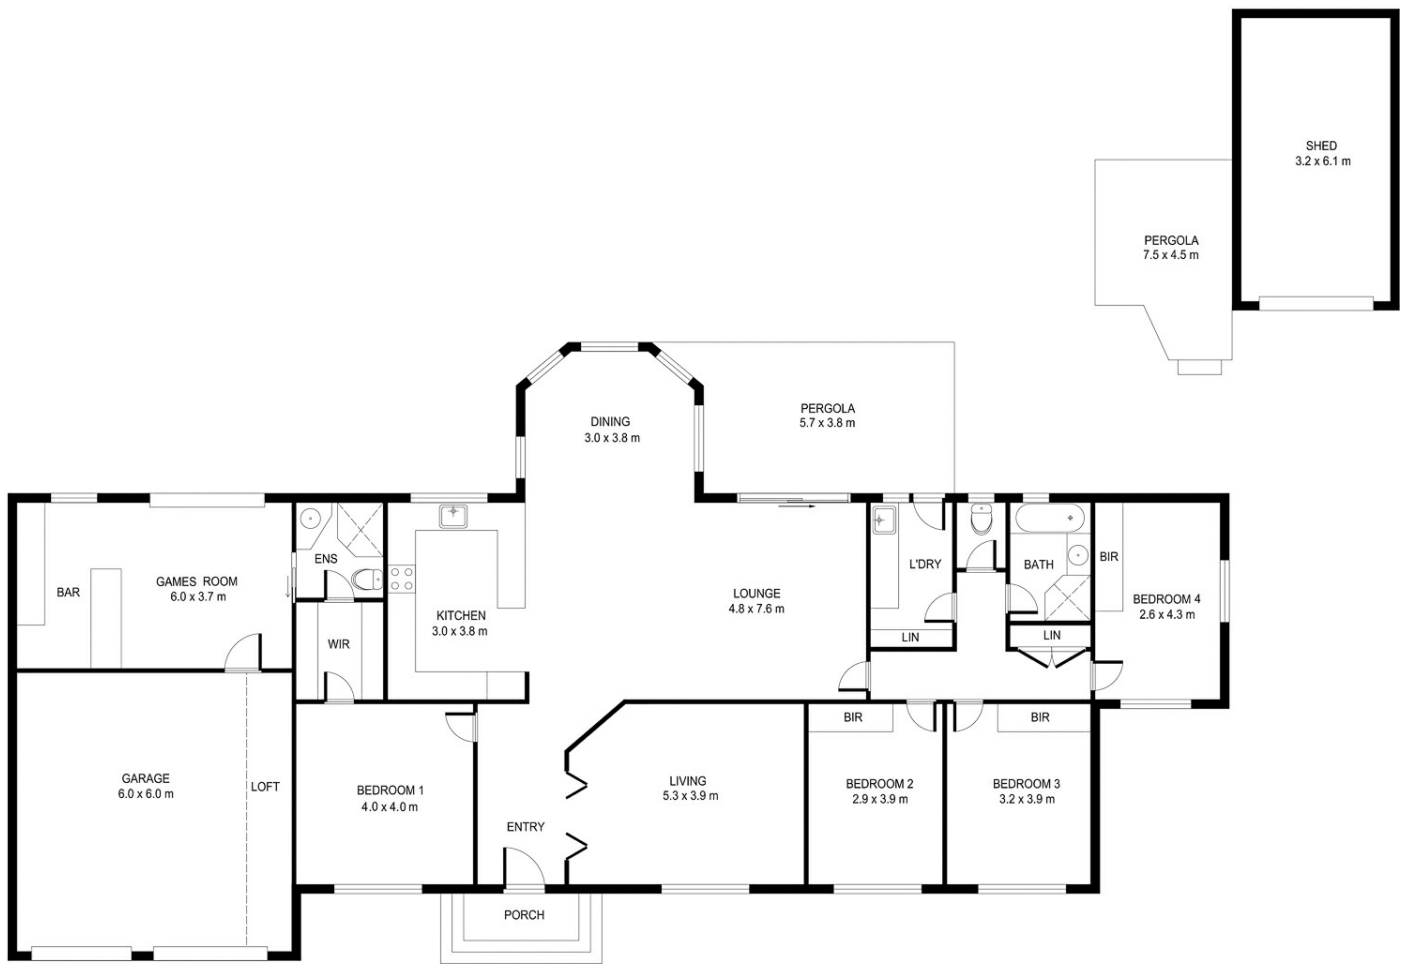 SHED
3.2 x 6.1 m
PERGOLA
7.5 x 4.5 m
PERGOLA
5.7 x 3.8 m
DINING
3.0 x 3.8 m
BAR
GAMES ROOM
6.0 x 3.7 m
ENS
WIR
KITCHEN
3.0 x 3.8 m
LOUNGE
4.8 x 7.6 m
L'DRY
LIN
BATH
LIN
BIR
BEDROOM 4
2.6 x 4.3 m
GARAGE
6.0 x 6.0 m
LOFT
BEDROOM 1
4.0 x 4.0 m
ENTRY
LIVING
5.3 x 3.9 m
BIR
BEDROOM 2
2.9 x 3.9 m
BIR
BEDROOM 3
3.2 x 3.9 m
PORCH